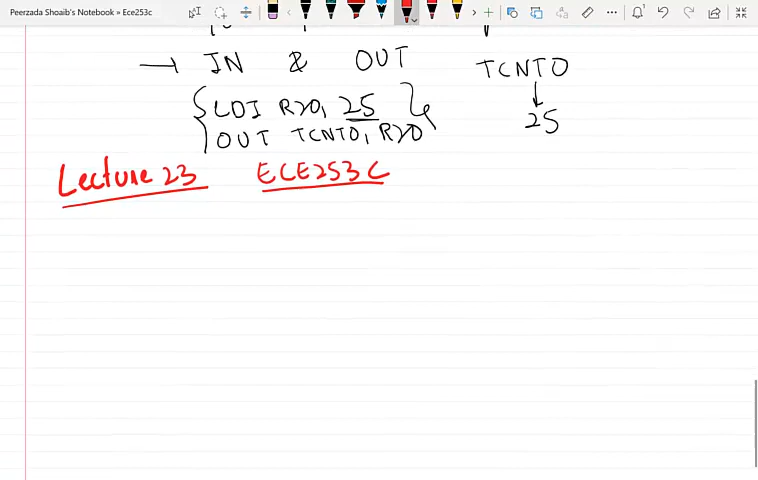 Peerzada Shoaib's Notebook » Ece253c
→ IN & OUT TCNT0
LDI R20, 25
OUT TCNT0, R20
25
Lecture 23 ECE253C